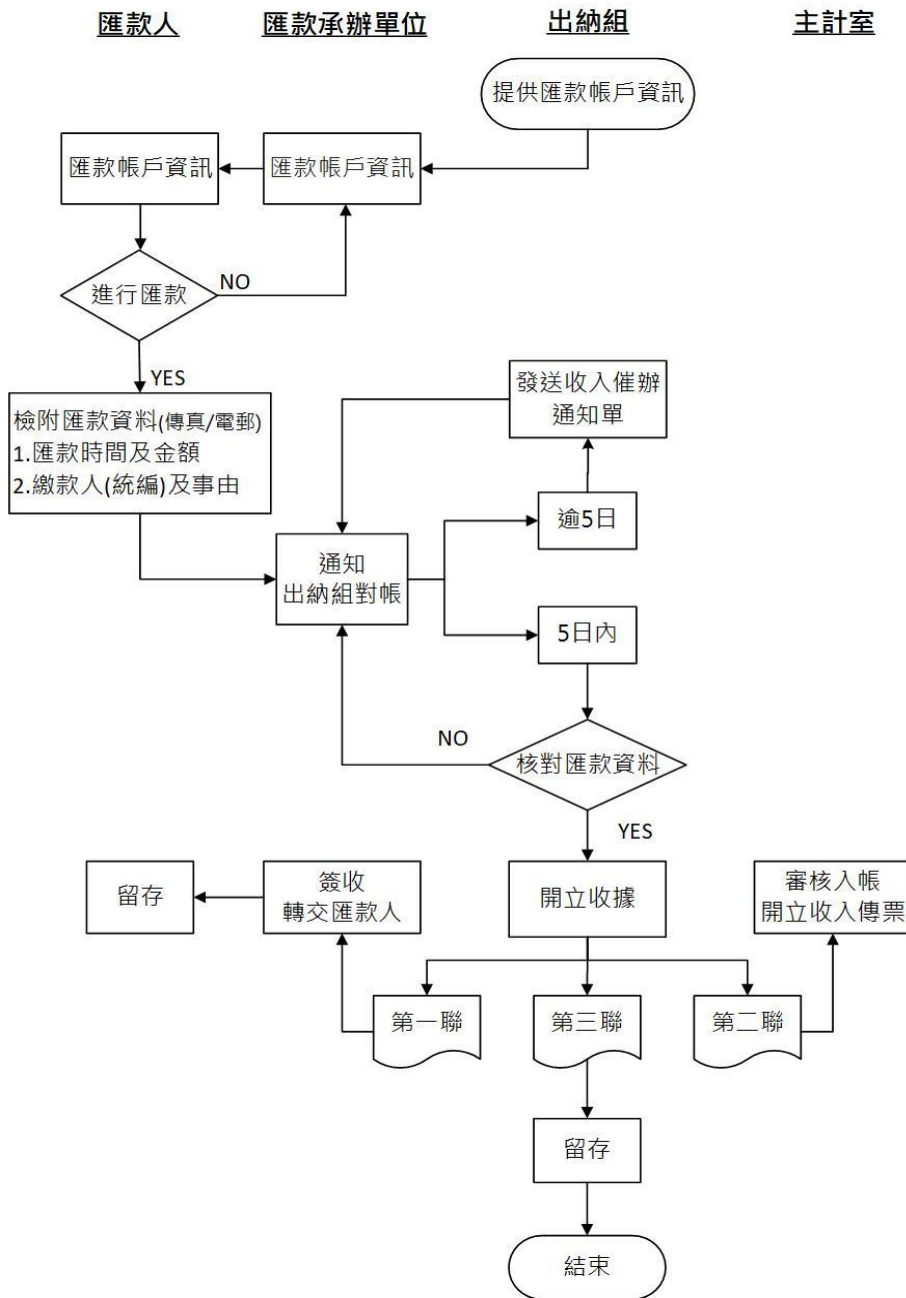 匯款人
匯款承辦單位
出納組
主計室
提供匯款帳戶資訊
匯款帳戶資訊
匯款帳戶資訊
進行匯款
NO
YES
檢附匯款資料(傳真/電郵)
1.匯款時間及金額
2.繳款人(統編)及事由
發送收入催辦
通知單
逾5日
通知
出納組對帳
5日內
NO
核對匯款資料
YES
留存
簽收
轉交匯款人
開立收據
審核入帳
開立收入傳票
第一聯
第三聯
第二聯
留存
結束